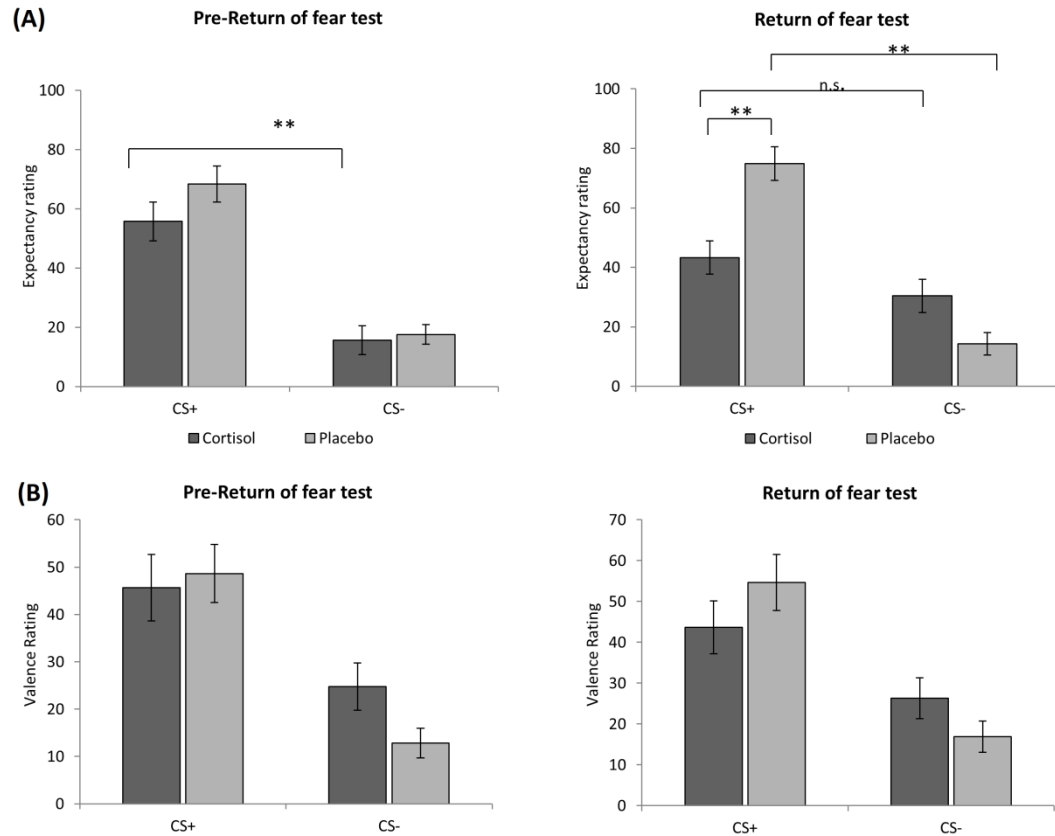 (A)
Pre-Return of fear test
Expectancy rating
100
80
60
40
20
0
**
CS+
CS-
Cortisol
Placebo
Return of fear test
Expectancy rating
100
80
60
40
20
0
**
n.s.
**
CS+
CS-
Cortisol
Placebo
(B)
Pre-Return of fear test
Valence Rating
60
50
40
30
20
10
0
CS+
CS-
Return of fear test
Valence Rating
70
60
50
40
30
20
10
0
CS+
CS-